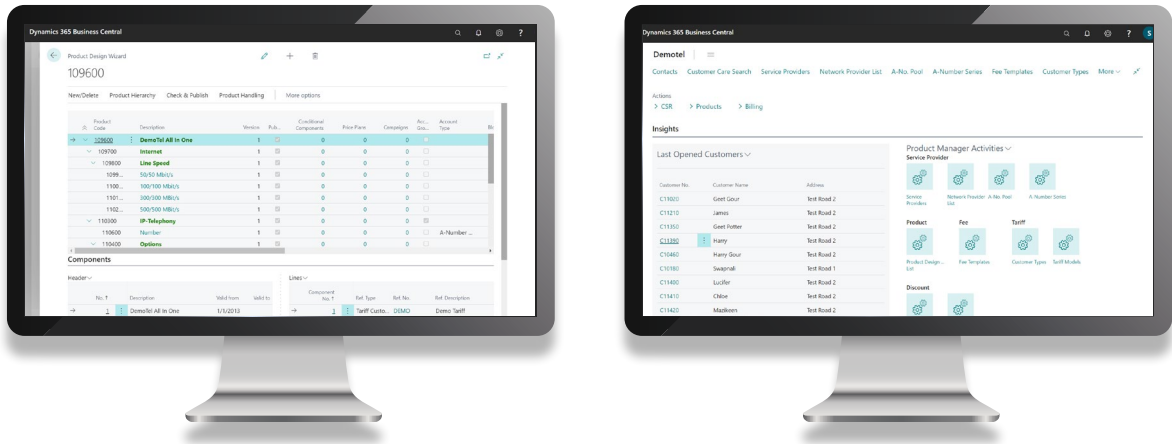 Dynamics 365 Business Central
?
Product Design Wizard
109600
New/Delete Product Hierarchy Check & Publish Product Handling More options
Product Code Description Version Pub... Conditional Components Price Plans Campaigns Acc... Gro... Account Type
109600 DemoTel All In One 1 0 0 0
109700 Internet 1 0 0 0
109800 Line Speed 1 0 0 0
1099... 50/50 Mbit/s 1 0 0 0
1100... 100/100 MBit/s 1 0 0 0
1101... 300/300 MBit/s 1 0 0 0
1102... 500/500 MBit/s 1 0 0 0
110300 IP-Telephony 1 0 0 0
110600 Number 1 0 0 0 A-Number ...
110400 Options 1 0 0 0
Components
Header Lines
No. ↑ Description Valid from Valid to Component No. ↑ Ref. Type Ref. No. Ref. Description
1 DemoTel All In One 1/1/2013 1 Tariff Custo... DEMO Demo Tariff
Dynamics 365 Business Central
? S
Demotel
Contacts Customer Care Search Service Providers Network Provider List A-No. Pool A-Number Series Fee Templates Customer Types More
Actions
> CSR > Products > Billing
Insights
Last Opened Customers
Customer No. Customer Name Address
C11020 Geet Gour Test Road 2
C11210 James Test Road 2
C11350 Geet Potter Test Road 2
C11390 Harry Test Road 2
C10460 Harry Gour Test Road 2
C10180 Swapnali Test Road 1
C11400 Lucifer Test Road 2
C11410 Chloe Test Road 2
C11420 Mazikeen Test Road 2
Product Manager Activities
Service Provider
Service Providers Network Provider List A-No. Pool A-Number Series
Product Fee Tariff
Product Design... List Fee Templates Customer Types Tariff Models
Discount